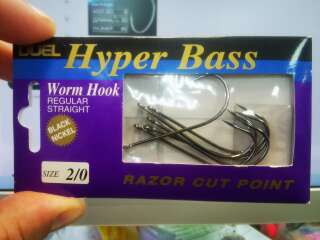 DUEL
Hyper Bass
Worm Hook
REGULAR
STRAIGHT
BLACK
NICKEL
SIZE 2/0
RAZOR CUT POINT